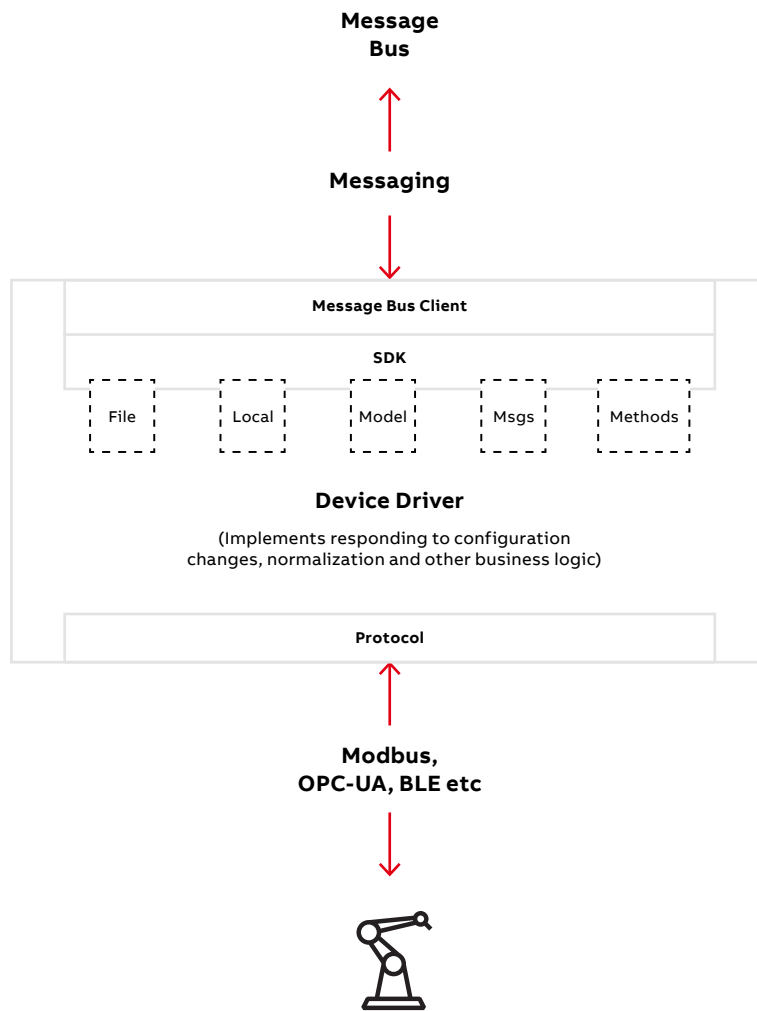 Message
Bus
Messaging
Message Bus Client
SDK
File
Local
Model
Msgs
Methods
Device Driver
(Implements responding to configuration
changes, normalization and other business logic)
Protocol
Modbus,
OPC-UA, BLE etc